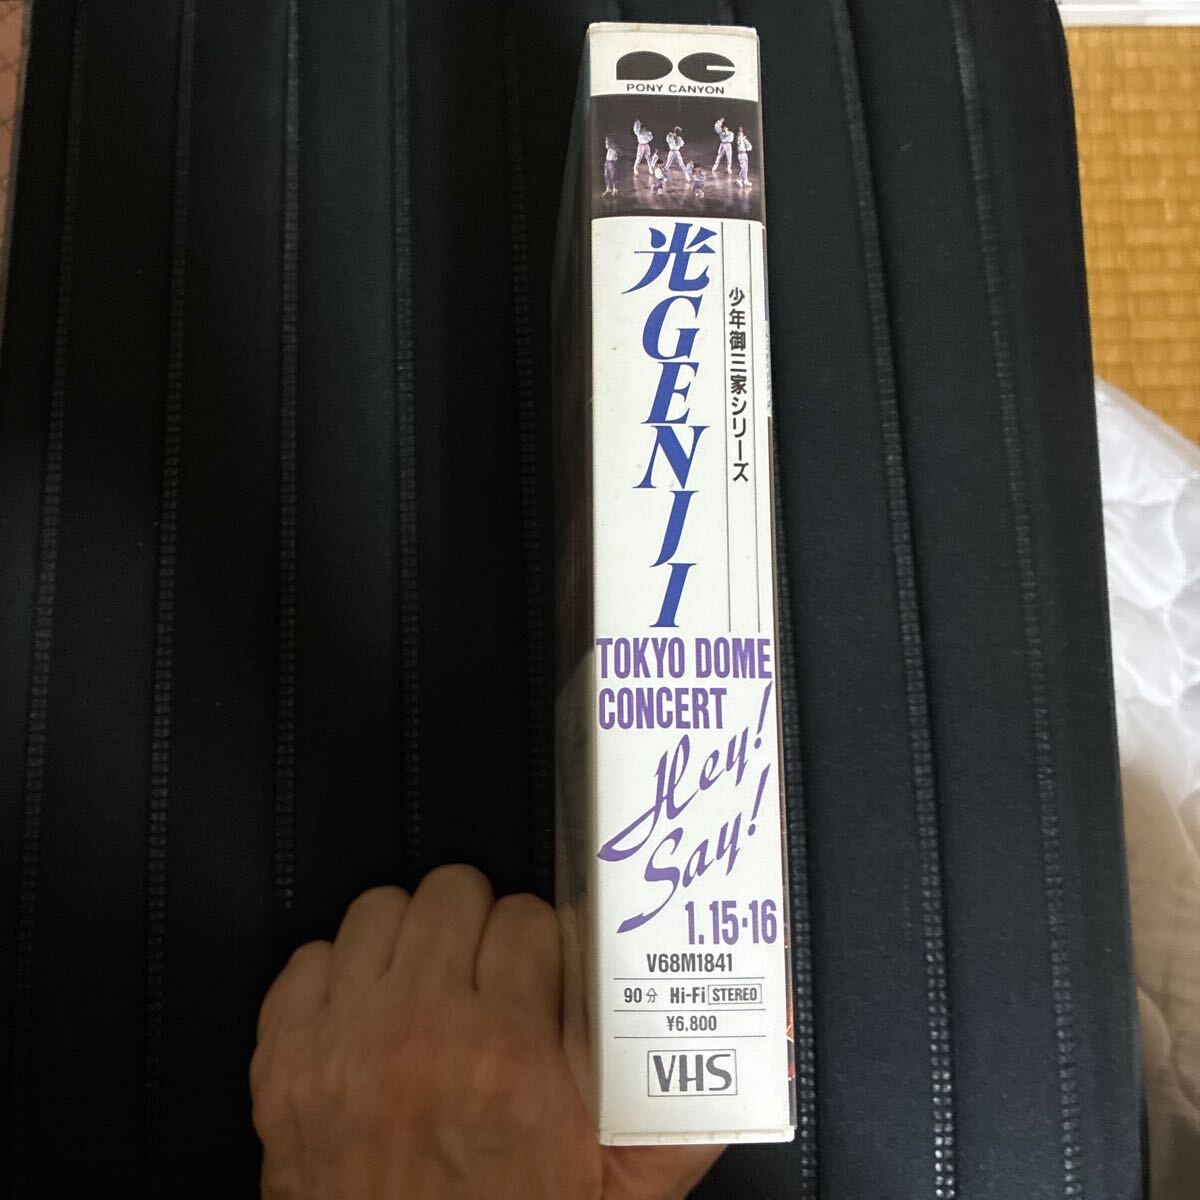 PONY CANYON
光GENJI
少年御三家シリーズ
TOKYO DOME
CONCERT
Hey!
Say!
1.15·16
V68M1841
90分 Hi-Fi STEREO
¥6,800
VHS